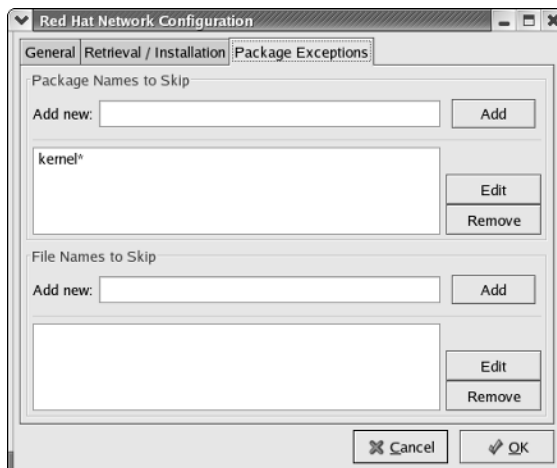 Red Hat Network Configuration
General Retrieval / Installation Package Exceptions
Package Names to Skip
Add new: Add
kernel*
Edit
Remove
File Names to Skip
Add new: Add
Edit
Remove
Cancel OK